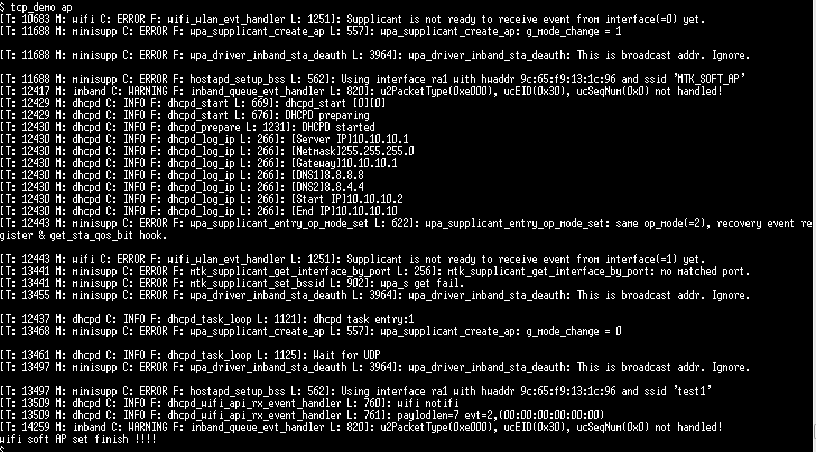 $ tcp_demo ap
[T: 10683 M: wifi C: ERROR F: wifi_wlan_evt_handler L: 1251]: Supplicant is not ready to receive event from interface(=0) yet.
[T: 11688 M: minisupp C: ERROR F: wpa_supplicant_create_ap L: 557]: wpa_supplicant_create_ap: g_mode_change = 1
[T: 11688 M: minisupp C: ERROR F: wpa_driver_inband_sta_deauth L: 3964]: wpa_driver_inband_sta_deauth: This is broadcast addr. Ignore.
[T: 11688 M: minisupp C: ERROR F: hostapd_setup_bss L: 562]: Using interface ra1 with hwaddr 9c:65:f9:13:1c:96 and ssid 'MTK_SOFT_AP'
[T: 12417 M: inband C: WARNING F: inband_queue_evt_handler L: 820]: u2PacketType(0xe000), ucEID(0x30), ucSeqNum(0x0) not handled!
[T: 12429 M: dhcpd C: INFO F: dhcpd_start L: 669]: dhcpd_start [0][0]
[T: 12429 M: dhcpd C: INFO F: dhcpd_start L: 676]: DHCPD preparing
[T: 12430 M: dhcpd C: INFO F: dhcpd_prepare L: 1231]: DHCPD started
[T: 12430 M: dhcpd C: INFO F: dhcpd_log_ip L: 266]: [Server IP]10.10.10.1
[T: 12430 M: dhcpd C: INFO F: dhcpd_log_ip L: 266]: [Netmask]255.255.255.0
[T: 12430 M: dhcpd C: INFO F: dhcpd_log_ip L: 266]: [Gateway]10.10.10.1
[T: 12430 M: dhcpd C: INFO F: dhcpd_log_ip L: 266]: [DNS1]8.8.8.8
[T: 12430 M: dhcpd C: INFO F: dhcpd_log_ip L: 266]: [DNS2]8.8.4.4
[T: 12430 M: dhcpd C: INFO F: dhcpd_log_ip L: 266]: [Start IP]10.10.10.2
[T: 12430 M: dhcpd C: INFO F: dhcpd_log_ip L: 266]: [End IP]10.10.10.10
[T: 12443 M: minisupp C: ERROR F: wpa_supplicant_entry_op_mode_set L: 622]: wpa_supplicant_entry_op_mode_set: same op_mode(=2), recovery event re
gister & get_sta_qos_bit hook.
[T: 12443 M: wifi C: ERROR F: wifi_wlan_evt_handler L: 1251]: Supplicant is not ready to receive event from interface(=1) yet.
[T: 13441 M: minisupp C: ERROR F: mtk_supplicant_get_interface_by_port L: 256]: mtk_supplicant_get_interface_by_port: no matched port.
[T: 13441 M: minisupp C: ERROR F: mtk_supplicant_set_bssid L: 902]: wpa_s get fail.
[T: 13455 M: minisupp C: ERROR F: wpa_driver_inband_sta_deauth L: 3964]: wpa_driver_inband_sta_deauth: This is broadcast addr. Ignore.
[T: 12437 M: dhcpd C: INFO F: dhcpd_task_loop L: 1121]: dhcpd task entry:1
[T: 13468 M: minisupp C: ERROR F: wpa_supplicant_create_ap L: 557]: wpa_supplicant_create_ap: g_mode_change = 0
[T: 13461 M: dhcpd C: INFO F: dhcpd_task_loop L: 1125]: Wait for UDP
[T: 13497 M: minisupp C: ERROR F: wpa_driver_inband_sta_deauth L: 3964]: wpa_driver_inband_sta_deauth: This is broadcast addr. Ignore.
[T: 13497 M: minisupp C: ERROR F: hostapd_setup_bss L: 562]: Using interface ra1 with hwaddr 9c:65:f9:13:1c:96 and ssid 'test1'
[T: 13509 M: dhcpd C: INFO F: dhcpd_wifi_api_rx_event_handler L: 760]: wifi notifi
[T: 13509 M: dhcpd C: INFO F: dhcpd_wifi_api_rx_event_handler L: 761]: paylodlen=7 evt=2,(00:00:00:00:00:00)
[T: 14259 M: inband C: WARNING F: inband_queue_evt_handler L: 820]: u2PacketType(0xe000), ucEID(0x30), ucSeqNum(0x0) not handled!
wifi soft AP set finish !!!!
$